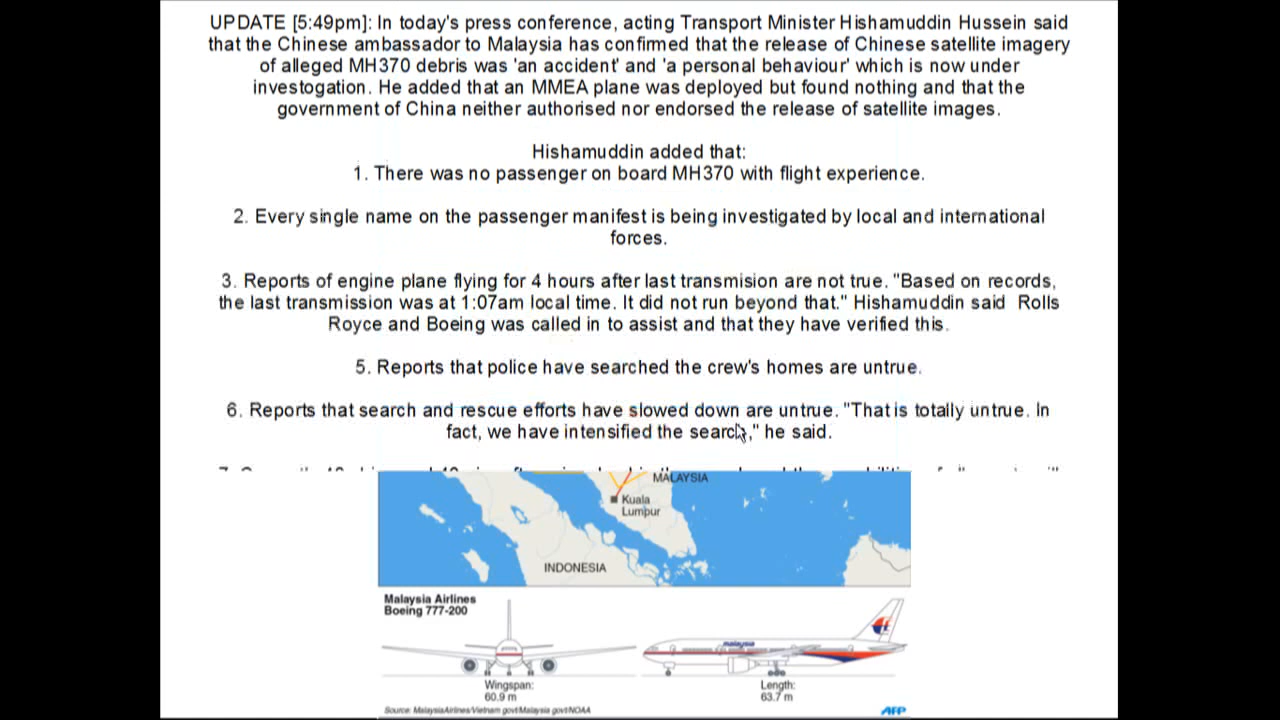 UPDATE [5:49pm]: In today's press conference, acting Transport Minister Hishamuddin Hussein said
that the Chinese ambassador to Malaysia has confirmed that the release of Chinese satellite imagery
of alleged MH370 debris was 'an accident' and 'a personal behaviour' which is now under
investogation. He added that an MMEA plane was deployed but found nothing and that the
government of China neither authorised nor endorsed the release of satellite images.
Hishamuddin added that:
1. There was no passenger on board MH370 with flight experience.
2. Every single name on the passenger manifest is being investigated by local and international
forces.
3. Reports of engine plane flying for 4 hours after last transmision are not true. "Based on records,
the last transmission was at 1:07am local time. It did not run beyond that." Hishamuddin said Rolls
Royce and Boeing was called in to assist and that they have verified this.
5. Reports that police have searched the crew's homes are untrue.
6. Reports that search and rescue efforts have slowed down are untrue. "That is totally untrue. In
fact, we have intensified the search," he said.
MALAYSIA
Kuala
Lumpur
INDONESIA
Malaysia Airlines
Boeing 777-200
malaysia
Wingspan:
60.9 m
Length:
63.7 m
Source: MalaysiaAirlines/Vietnam govt/Malaysia govt/NOAA
AFP